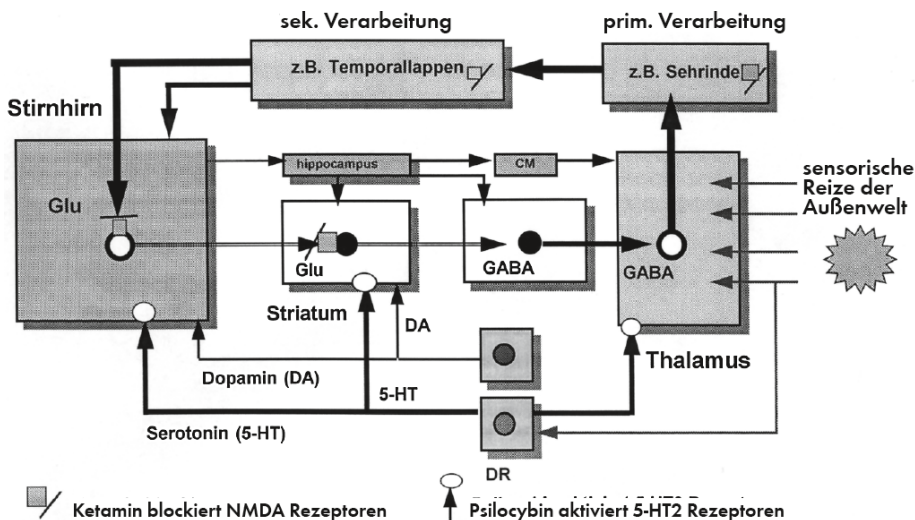 sek. Verarbeitung
prim. Verarbeitung
z.B. Temporallappen
z.B. Sehrinde
Stirnhirn
hippocampus
CM
sensorische
Reize der
Außenwelt
Glu
Glu
GABA
GABA
Striatum
DA
Thalamus
Dopamin (DA)
5-HT
Serotonin (5-HT)
DR
Ketamin blockiert NMDA Rezeptoren
Psilocybin aktiviert 5-HT2 Rezeptoren